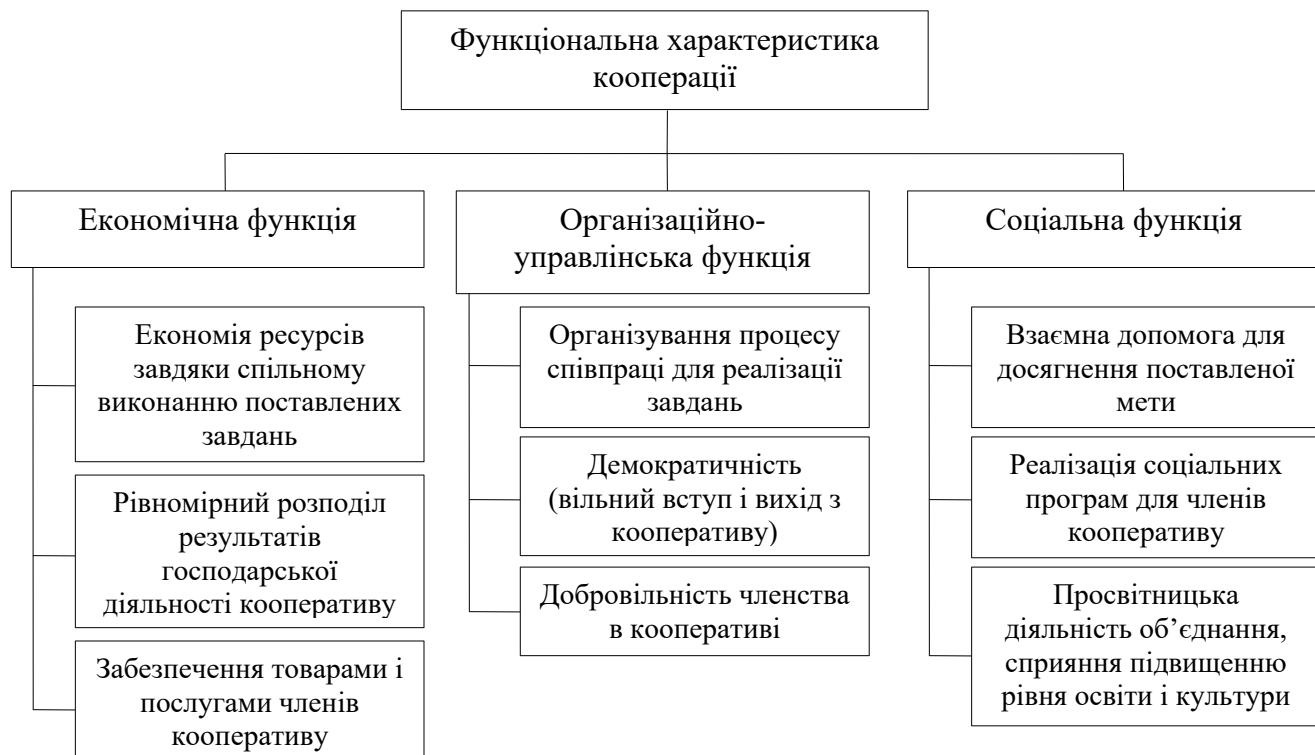 Функціональна характеристика
кооперації
Економічна функція
Економія ресурсів
завдяки спільному
виконанню поставлених
завдань
Рівномірний розподіл
результатів
господарської
діяльності кооперативу
Забезпечення товарами і
послугами членів
кооперативу
Організаційно-
управлінська функція
Організування процесу
співпраці для реалізації
завдань
Демократичність
(вільний вступ і вихід з
кооперативу)
Добровільність членства
в кооперативі
Соціальна функція
Взаємна допомога для
досягнення поставленої
мети
Реалізація соціальних
програм для членів
кооперативу
Просвітницька
діяльність об’єднання,
сприяння підвищенню
рівня освіти і культури